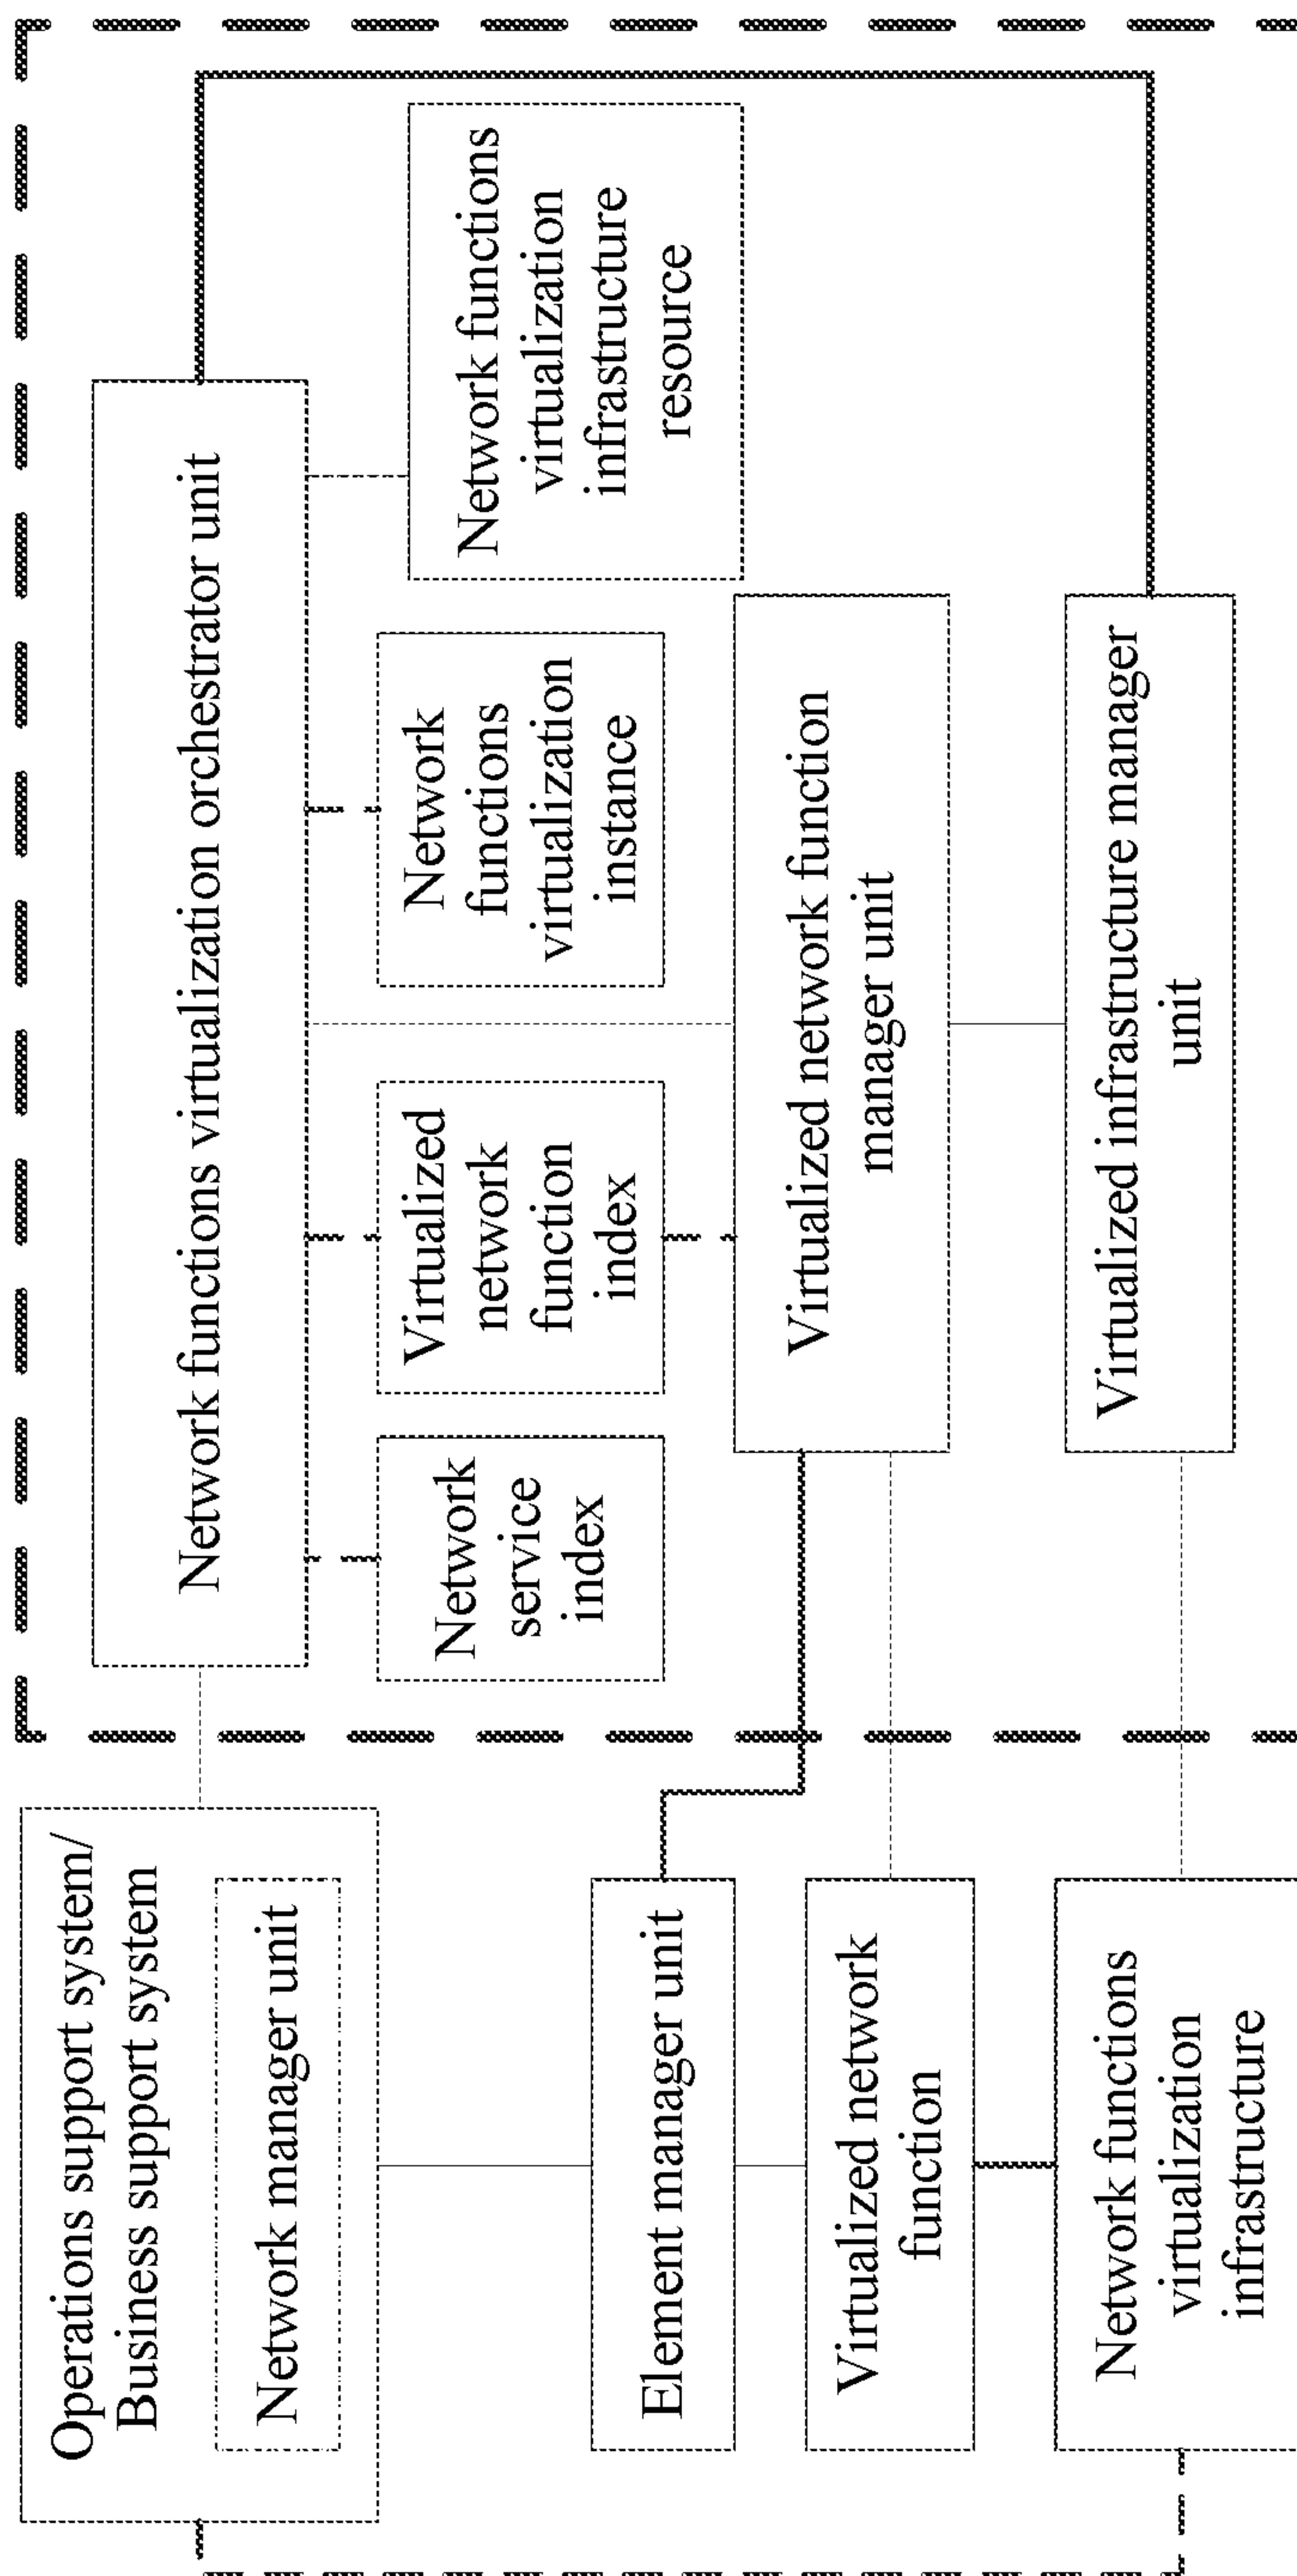 Operations support system/
Business support system
Network manager unit
Element manager unit
Virtualized network
function
Network functions
virtualization
infrastructure
Network functions virtualization orchestrator unit
Network
service
index
Virtualized
network
function
index
Network
functions
virtualization
instance
Network functions
virtualization
infrastructure
resource
Virtualized network function
manager unit
Virtualized infrastructure manager
unit